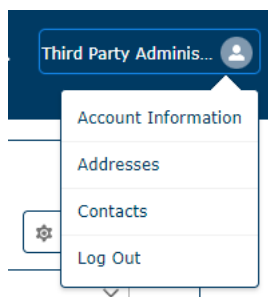 Third Party Adminis...
Account Information
Addresses
Contacts
Log Out